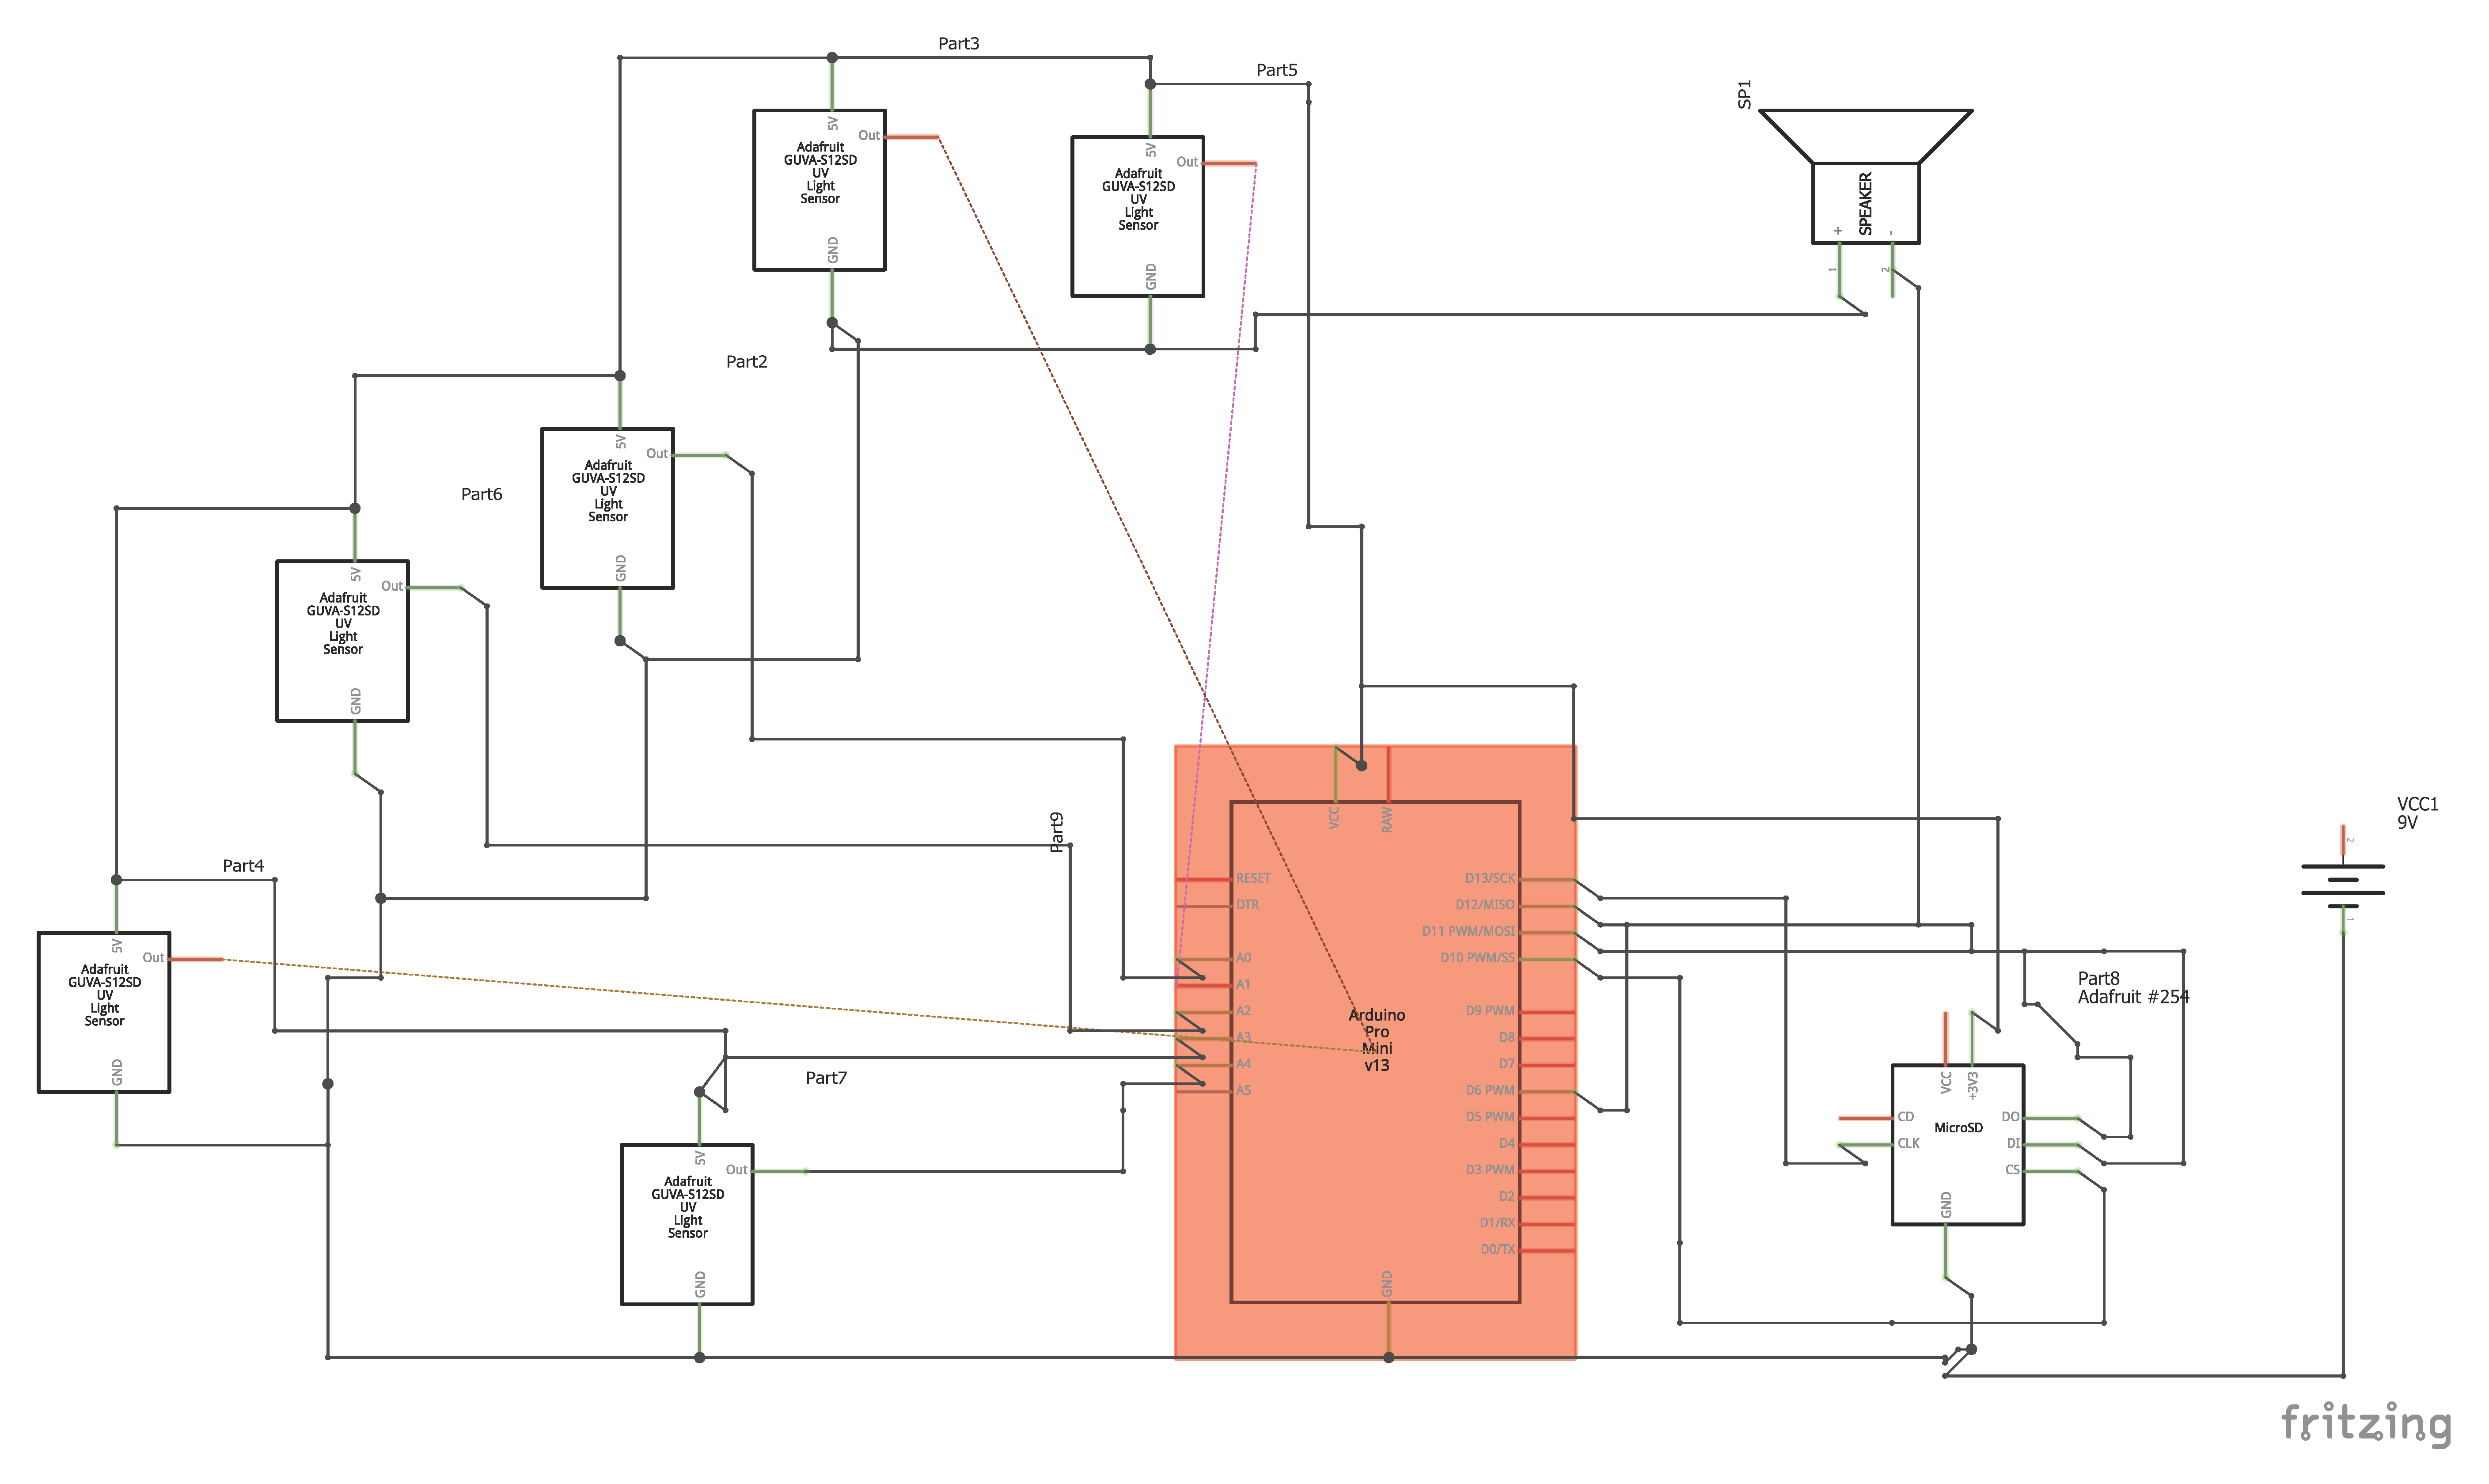 Part3
Part5
SP1
5V
Out
Adafruit
GUVA-S12SD
UV
Light
Sensor
GND
5V
Out
Adafruit
GUVA-S12SD
UV
Light
Sensor
GND
SPEAKER
+
-
1
2
Part2
5V
Out
Adafruit
GUVA-S12SD
UV
Light
Sensor
GND
Part6
5V
Out
Adafruit
GUVA-S12SD
UV
Light
Sensor
GND
Part4
5V
Out
Adafruit
GUVA-S12SD
UV
Light
Sensor
GND
Part7
5V
Out
Adafruit
GUVA-S12SD
UV
Light
Sensor
GND
Part9
VCC
RAW
RESET
DTR
A0
A1
A2
A3
A4
A5
Arduino
Pro
Mini
v13
D13/SCK
D12/MISO
D11 PWM/MOSI
D10 PWM/SS
D9 PWM
D8
D7
D6 PWM
D5 PWM
D4
D3 PWM
D2
D1/RX
D0/TX
GND
Part8
Adafruit #254
VCC
+3V3
CD
CLK
MicroSD
DO
DI
CS
GND
VCC1
9V
2
1
fritzing